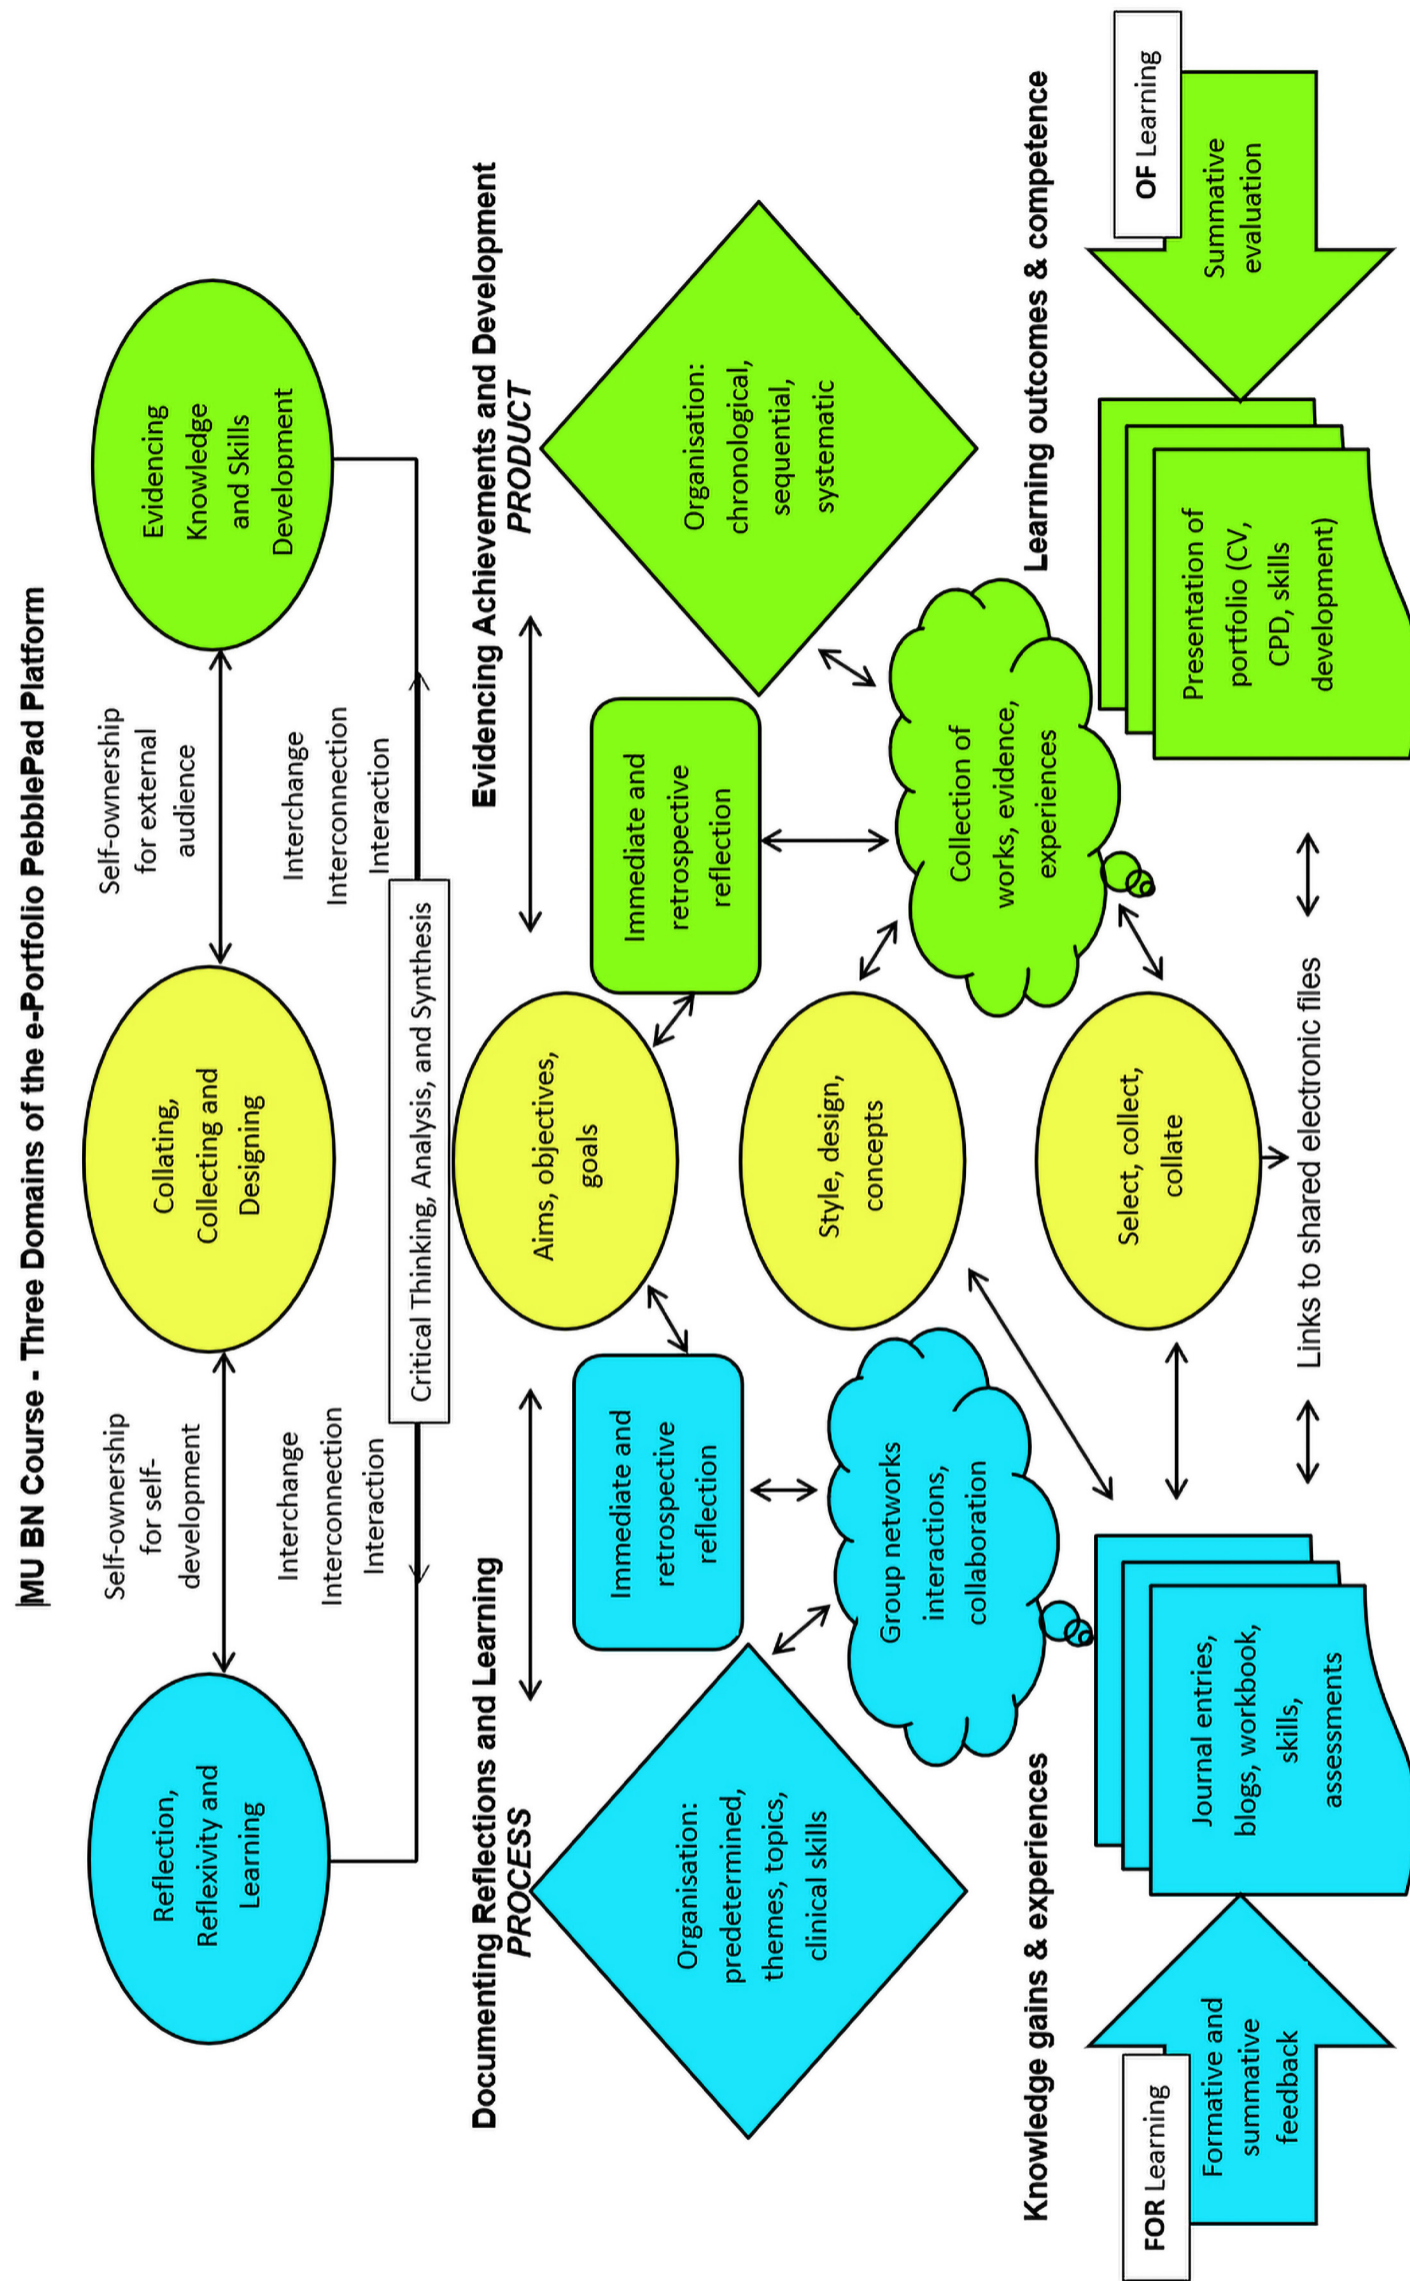 MU BN Course - Three Domains of the e-Portfolio PebblePad Platform
Reflection,
Reflexivity and
Learning
Self-ownership
for self-
development
Collating,
Collecting and
Designing
Self-ownership
for external
audience
Evidencing
Knowledge
and Skills
Development
Interchange
Interconnection
Interaction
Interchange
Interconnection
Interaction
Critical Thinking, Analysis, and Synthesis
Documenting Reflections and Learning
PROCESS
Evidencing Achievements and Development
PRODUCT
Organisation:
predetermined,
themes, topics,
clinical skills
Immediate and
retrospective
reflection
Aims, objectives,
goals
Immediate and
retrospective
reflection
Organisation:
chronological,
sequential,
systematic
Group networks
interactions,
collaboration
Style, design,
concepts
Collection of
works, evidence,
experiences
Knowledge gains & experiences
Learning outcomes & competence
FOR Learning
Formative and
summative
feedback
Journal entries,
blogs, workbook,
skills,
assessments
Select, collect,
collate
Links to shared electronic files
Presentation of
portfolio (CV,
CPD, skills
development)
OF Learning
Summative
evaluation